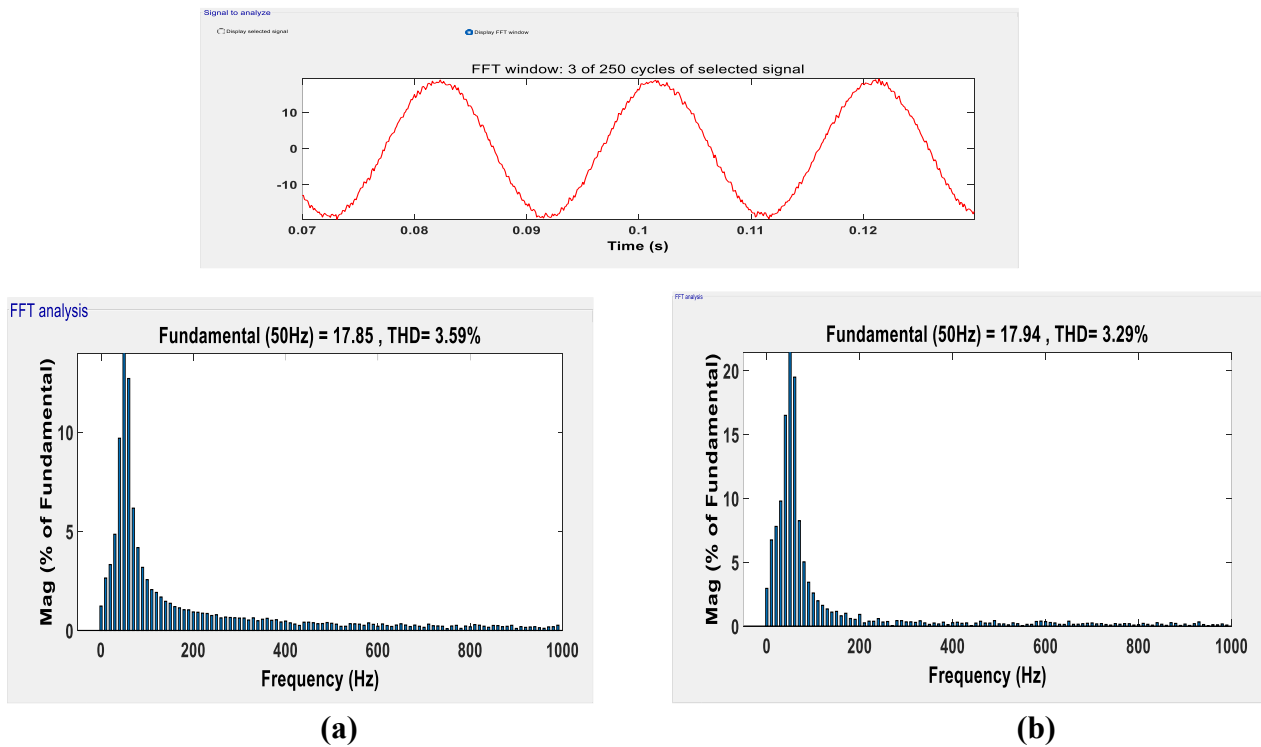 Signal to analyze
Display selected signal
Display FFT window
FFT window: 3 of 250 cycles of selected signal
10
0
-10
0.07 0.08 0.09 0.1 0.11 0.12
Time (s)
FFT analysis
Fundamental (50Hz) = 17.85 , THD= 3.59%
Mag (% of Fundamental)
10
5
0
0 200 400 600 800 1000
Frequency (Hz)
(a)
FFT analysis
Fundamental (50Hz) = 17.94 , THD= 3.29%
Mag (% of Fundamental)
20
15
10
5
0
0 200 400 600 800 1000
Frequency (Hz)
(b)